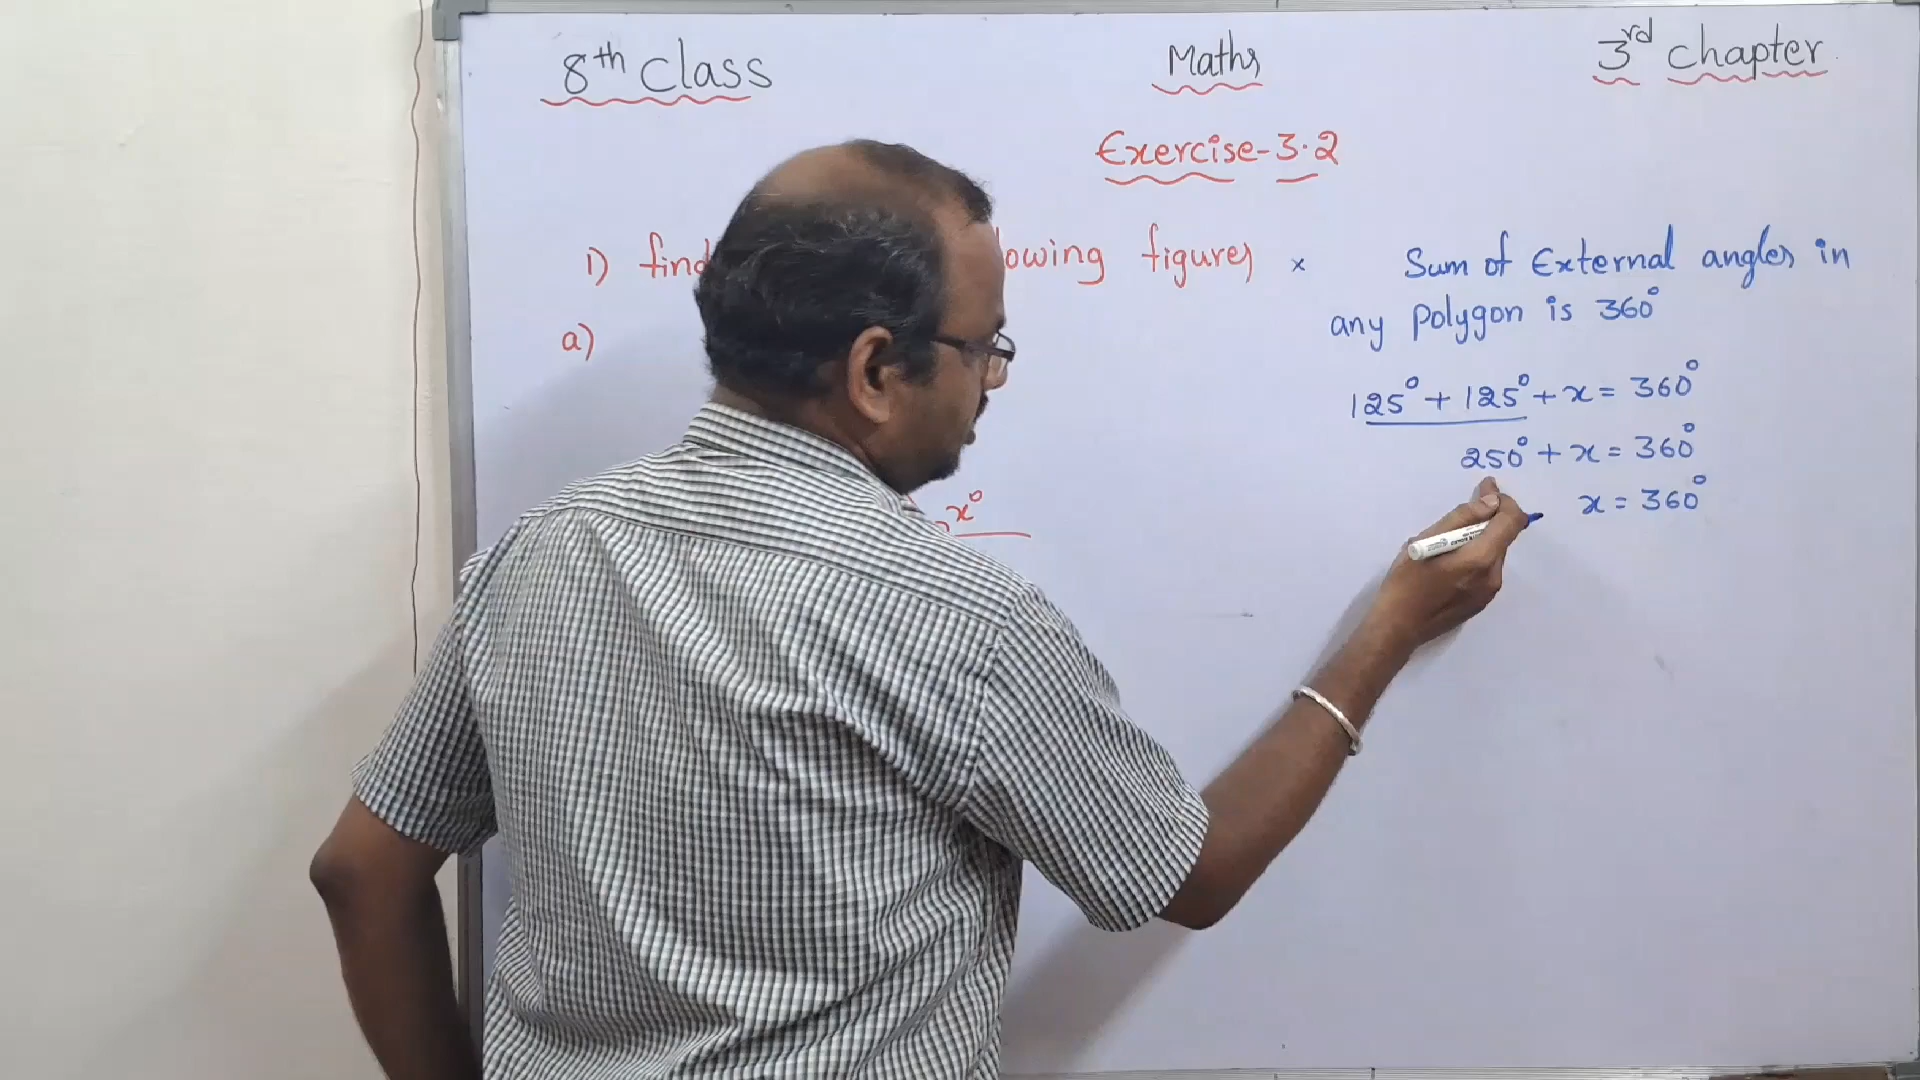 8th Class
Maths
3rd chapter
Exercise-3.2
1) find owing figures x
a)
x°
Sum of External angles in
any polygon is 360°
125° + 125° + x = 360°
250° + x = 360°
x = 360°